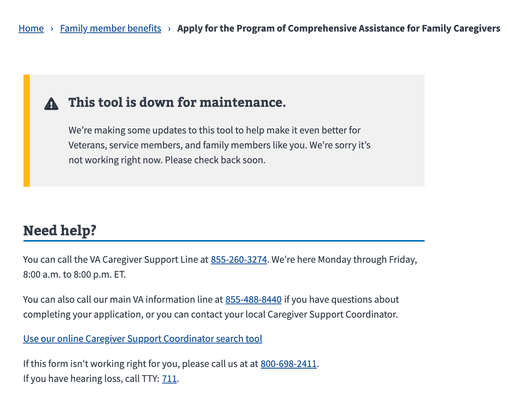 Home › Family member benefits › Apply for the Program of Comprehensive Assistance for Family Caregivers
This tool is down for maintenance.
We're making some updates to this tool to help make it even better for
Veterans, service members, and family members like you. We're sorry it's
not working right now. Please check back soon.
Need help?
You can call the VA Caregiver Support Line at 855-260-3274. We're here Monday through Friday,
8:00 a.m. to 8:00 p.m. ET.
You can also call our main VA information line at 855-488-8440 if you have questions about
completing your application, or you can contact your local Caregiver Support Coordinator.
Use our online Caregiver Support Coordinator search tool
If this form isn't working right for you, please call us at at 800-698-2411.
If you have hearing loss, call TTY: 711.